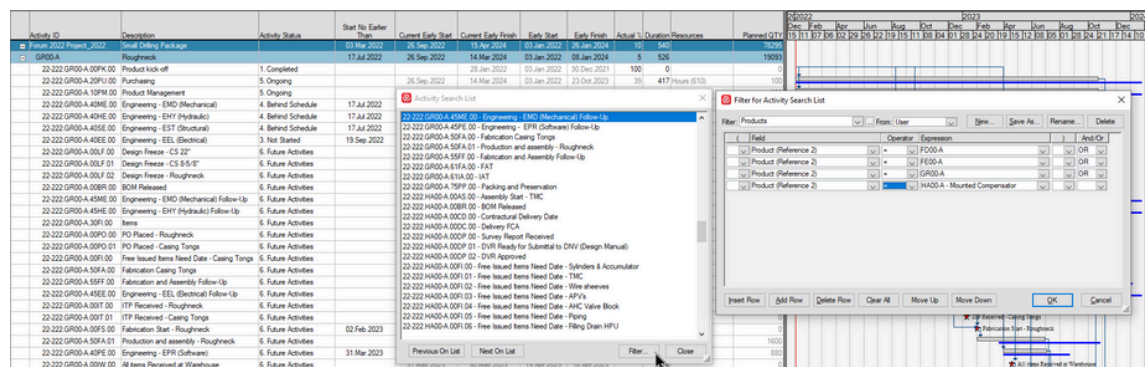 2022 2023 202
Dec Feb Apr Jun Aug Oct Dec Feb Apr Jun Aug Oct Dec
Start No Earlier
Activity ID Description Activity Status Than Current Early Start Current Early Finish Early Start Early Finish Actual % Duration Resources Planned QTY
Forum 2022 Project_2022 Small Drilling Package 03.Mar 2022 26.Sep 2022 15.Apr 2024 03.Jan 2022 26.Jan 2024 10 540 78295
GR00-A Roughneck 17.Jul 2022 26.Sep 2022 14.Mar 2024 03.Jan 2022 08.Jan 2024 5 526 19093
22-222.GR00-A.00PK.00 Product kick-off 1. Completed 28.Jan 2022 03.Jan 2022 30.Dec 2021 100 0 0
22-222.GR00-A.20PU.00 Purchasing 5. Ongoing 26.Sep 2022 14.Mar 2024 03.Jan 2022 23.Oct 2023 39 417 Hours (610) 100
22-222.GR00-A.10PM.00 Product Management 5. Ongoing
22-222.GR00-A.40ME.00 Engineering - EMD (Mechanical) 4. Behind Schedule 17.Jul 2022
22-222.GR00-A.40HE.00 Engineering - EHY (Hydraulic) 4. Behind Schedule 17.Jul 2022
22-222.GR00-A.40SE.00 Engineering - EST (Structural) 4. Behind Schedule 17.Jul 2022
22-222.GR00-A.40EE.00 Engineering - EEL (Electrical) 3. Not Started 19.Sep 2022
22-222.GR00-A.00LF.00 Design Freeze - CS 22" 6. Future Activities
22-222.GR00-A.00LF.01 Design Freeze - CS 8-5/8" 6. Future Activities
22-222.GR00-A.00LF.02 Design Freeze - Roughneck 6. Future Activities
22-222.GR00-A.00BR.00 BOM Released 6. Future Activities
22-222.GR00-A.45ME.00 Engineering - EMD (Mechanical) Follow-Up 6. Future Activities
22-222.GR00-A.45HE.00 Engineering - EHY (Hydraulic) Follow-Up 6. Future Activities
22-222.GR00-A.30FI.00 Items 6. Future Activities
22-222.GR00-A.00PO.00 PO Placed - Roughneck 6. Future Activities
22-222.GR00-A.00PO.01 PO Placed - Casing Tongs 6. Future Activities
22-222.GR00-A.00FI.00 Free Issued Items Need Date - Casing Tongs 6. Future Activities
22-222.GR00-A.50FA.00 Fabrication Casing Tongs 6. Future Activities
22-222.GR00-A.55FF.00 Fabrication and Assembly Follow-Up 6. Future Activities
22-222.GR00-A.45EE.00 Engineering - EEL (Electrical) Follow-Up 6. Future Activities
22-222.GR00-A.00IT.00 ITP Received - Roughneck 6. Future Activities
22-222.GR00-A.00IT.01 ITP Received - Casing Tongs 6. Future Activities
22-222.GR00-A.00FS.00 Fabrication Start - Roughneck 6. Future Activities 02.Feb 2023 0
22-222.GR00-A.50FA.01 Production and assembly - Roughneck 6. Future Activities 1600
22-222.GR00-A.40PE.00 Engineering - EPR (Software) 6. Future Activities 31.Mar 2023 880
22-222.GR00-A.00IW.00 All Items Received at Warehouse 6. Future Activities
Activity Search List
22-222.GR00-A.45ME.00 - Engineering - EMD (Mechanical) Follow-Up
22-222.GR00-A.45PE.00 - Engineering - EPR (Software) Follow-Up
22-222.GR00-A.50FA.00 - Fabrication Casing Tongs
22-222.GR00-A.50FA.01 - Production and assembly - Roughneck
22-222.GR00-A.55FF.00 - Fabrication and Assembly Follow-Up
22-222.GR00-A.61FA.00 - FAT
22-222.GR00-A.61IA.00 - IAT
22-222.GR00-A.75PP.00 - Packing and Preservation
22-222.HA00-A.00AS.00 - Assembly Start - TMC
22-222.HA00-A.00BR.00 - BOM Released
22-222.HA00-A.00CD.00 - Contractural Delivery Date
22-222.HA00-A.00DC.00 - Delivery FCA
22-222.HA00-A.00DP.00 - Survey Report Received
22-222.HA00-A.00DP.01 - DVR Ready for Submittal to DNV (Design Manual)
22-222.HA00-A.00DP.02 - DVR Approved
22-222.HA00-A.00FI.00 - Free Issued Items Need Date - Sylinders & Accumulator
22-222.HA00-A.00FI.01 - Free Issued Items Need Date - TMC
22-222.HA00-A.00FI.02 - Free Issued Items Need Date - Wire sheeves
22-222.HA00-A.00FI.03 - Free Issued Items Need Date - APV's
22-222.HA00-A.00FI.04 - Free Issued Items Need Date - AHC Valve Block
22-222.HA00-A.00FI.05 - Free Issued Items Need Date - Piping
22-222.HA00-A.00FI.06 - Free Issued Items Need Date - Filling Drain HPU
Previous On List Next On List Filter... Close
Filter for Activity Search List
Filter: Products ... From: User New... Save As... Rename... Delete
( Field Operator Expression ) And/Or
Product (Reference 2) = FD00-A OR
Product (Reference 2) = FE00-A OR
Product (Reference 2) = GR00-A OR
Product (Reference 2) = HA00-A - Mounted Compensator
Insert Row Add Row Delete Row Clear All Move Up Move Down OK Cancel
ITP Received - Casing Tongs
Fabrication Start - Roughneck
All Items Received at Warehouse